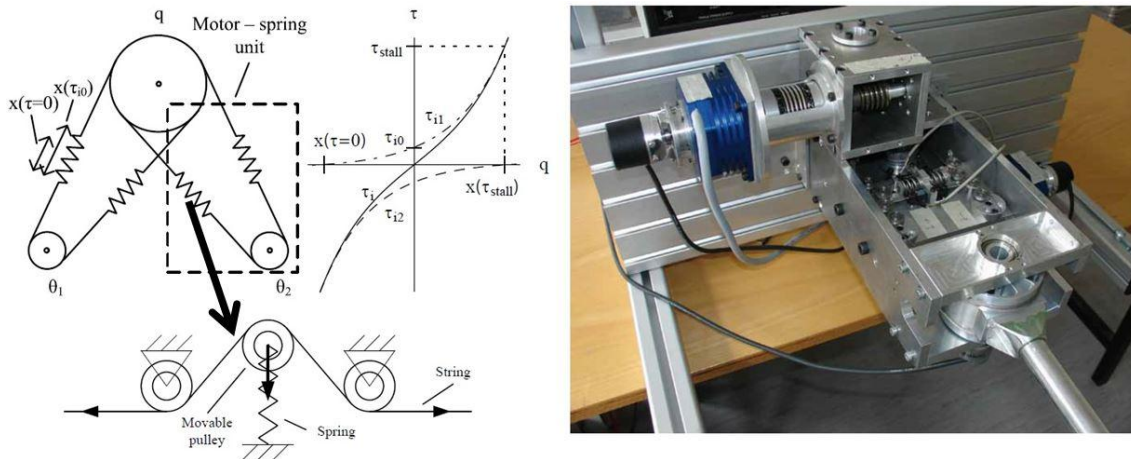 q
Motor – spring
unit
x(τ=0)
x(τi0)
θ1
θ2
τ
τstall
τi1
τi0
x(τ=0)
q
x(τstall)
τi
τi2
String
Movable
pulley
Spring